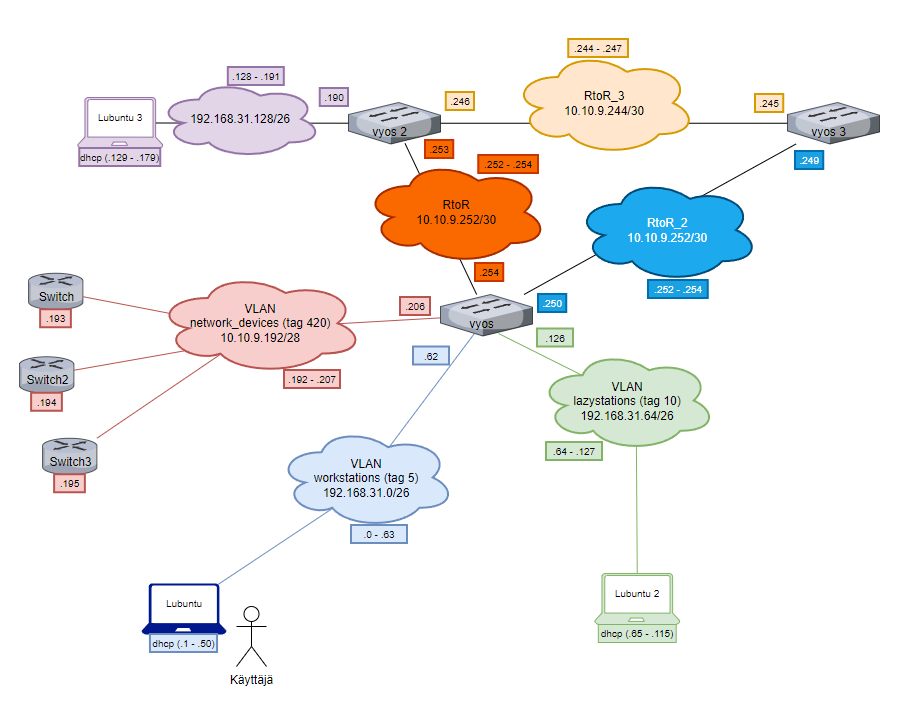 .244 - .247
.128 - .191
RtoR_3
10.10.9.244/30
.190
.246
.245
Lubuntu 3
192.168.31.128/26
vyos 2
vyos 3
dhcp (.129 - .179)
.253
.252 - .254
.249
RtoR
10.10.9.252/30
RtoR_2
10.10.9.252/30
.254
.252 - .254
Switch
.193
VLAN
network_devices (tag 420)
10.10.9.192/28
.206
vyos
.250
.126
.62
Switch2
.194
.192 - .207
VLAN
lazystations (tag 10)
192.168.31.64/26
.64 - .127
Switch3
.195
VLAN
workstations (tag 5)
192.168.31.0/26
.0 - .63
Lubuntu
dhcp (.1 - .50)
Käyttäjä
Lubuntu 2
dhcp (.65 - .115)